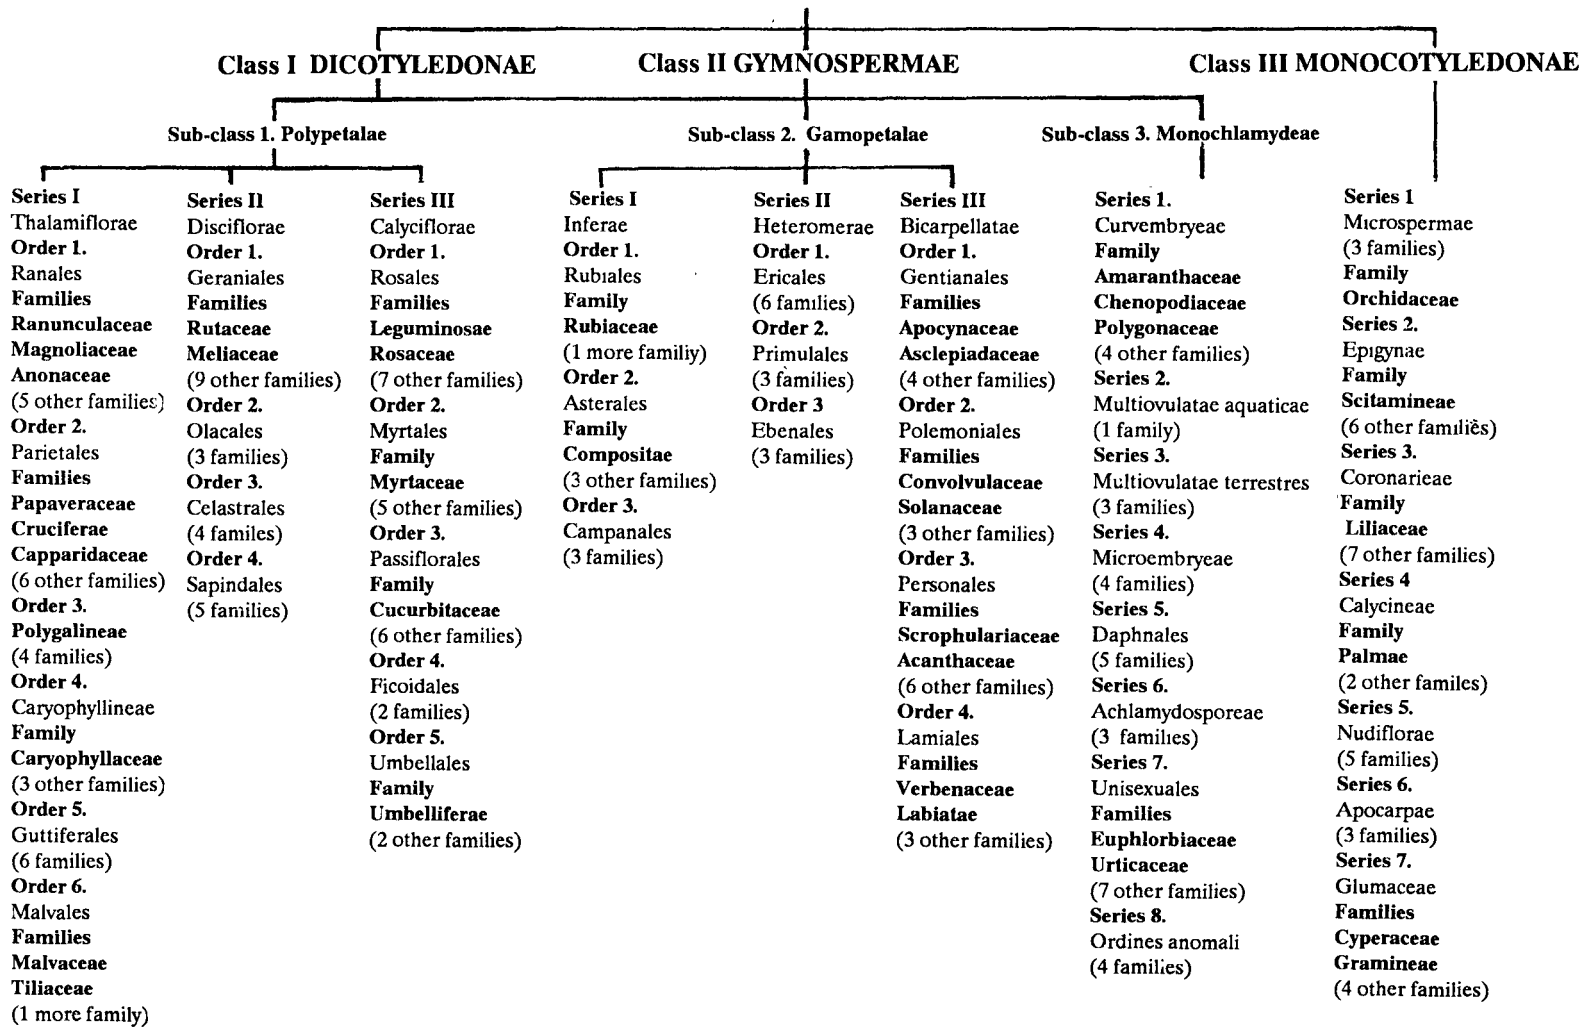 Class I DICOTYLEDONAE
Class II GYMNOSPERMAE
Class III MONOCOTYLEDONAE
Sub-class 1. Polypetalae
Sub-class 2. Gamopetalae
Sub-class 3. Monochlamydeae
Series I
Thalamiflorae
Order 1.
Ranales
Families
Ranunculaceae
Magnoliaceae
Anonaceae
(5 other families)
Order 2.
Parietales
Families
Papaveraceae
Cruciferae
Capparidaceae
(6 other families)
Order 3.
Polygalineae
(4 families)
Order 4.
Caryophyllineae
Family
Caryophyllaceae
(3 other families)
Order 5.
Guttiferales
(6 families)
Order 6.
Malvales
Families
Malvaceae
Tiliaceae
(1 more family)
Series II
Disciflorae
Order 1.
Geraniales
Families
Rutaceae
Meliaceae
(9 other families)
Order 2.
Olacales
(3 families)
Order 3.
Celastrales
(4 familes)
Order 4.
Sapindales
(5 families)
Series III
Calyciflorae
Order 1.
Rosales
Families
Leguminosae
Rosaceae
(7 other families)
Order 2.
Myrtales
Family
Myrtaceae
(5 other families)
Order 3.
Passiflorales
Family
Cucurbitaceae
(6 other families)
Order 4.
Ficoidales
(2 families)
Order 5.
Umbellales
Family
Umbelliferae
(2 other families)
Series I
Inferae
Order 1.
Rubiales
Family
Rubiaceae
(1 more familiy)
Order 2.
Asterales
Family
Compositae
(3 other families)
Order 3.
Campanales
(3 families)
Series II
Heteromerae
Order 1.
Ericales
(6 families)
Order 2.
Primulales
(3 families)
Order 3
Ebenales
(3 families)
Series III
Bicarpellatae
Order 1.
Gentianales
Families
Apocynaceae
Asclepiadaceae
(4 other families)
Order 2.
Polemoniales
Families
Convolvulaceae
Solanaceae
(3 other families)
Order 3.
Personales
Families
Scrophulariaceae
Acanthaceae
(6 other families)
Order 4.
Lamiales
Families
Verbenaceae
Labiatae
(3 other families)
Series 1.
Curvembryeae
Family
Amaranthaceae
Chenopodiaceae
Polygonaceae
(4 other families)
Series 2.
Multiovulatae aquaticae
(1 family)
Series 3.
Multiovulatae terrestres
(3 families)
Series 4.
Microembryeae
(4 families)
Series 5.
Daphnales
(5 families)
Series 6.
Achlamydosporeae
(3 families)
Series 7.
Unisexuales
Families
Euphlorbiaceae
Urticaceae
(7 other families)
Series 8.
Ordines anomali
(4 families)
Series 1
Microspermae
(3 families)
Family
Orchidaceae
Series 2.
Epigynae
Family
Scitamineae
(6 other families)
Series 3.
Coronarieae
Family
Liliaceae
(7 other families)
Series 4
Calycineae
Family
Palmae
(2 other familes)
Series 5.
Nudiflorae
(5 families)
Series 6.
Apocarpae
(3 families)
Series 7.
Glumaceae
Families
Cyperaceae
Gramineae
(4 other families)